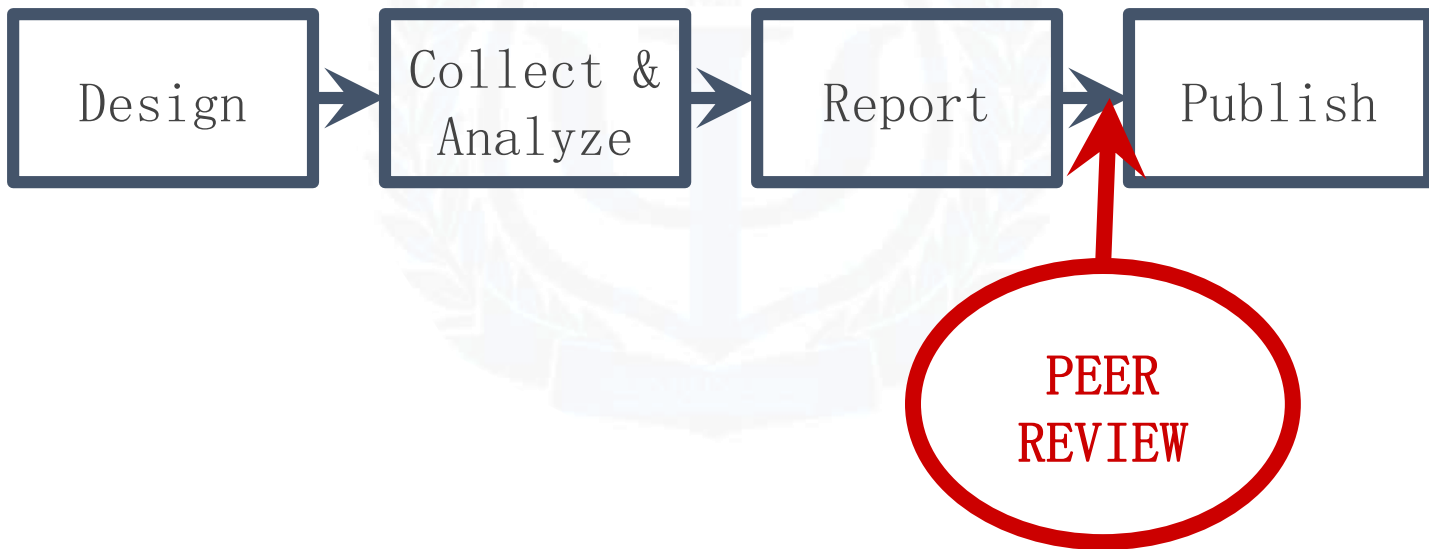 Design
Collect &
Analyze
Report
Publish
PEER
REVIEW